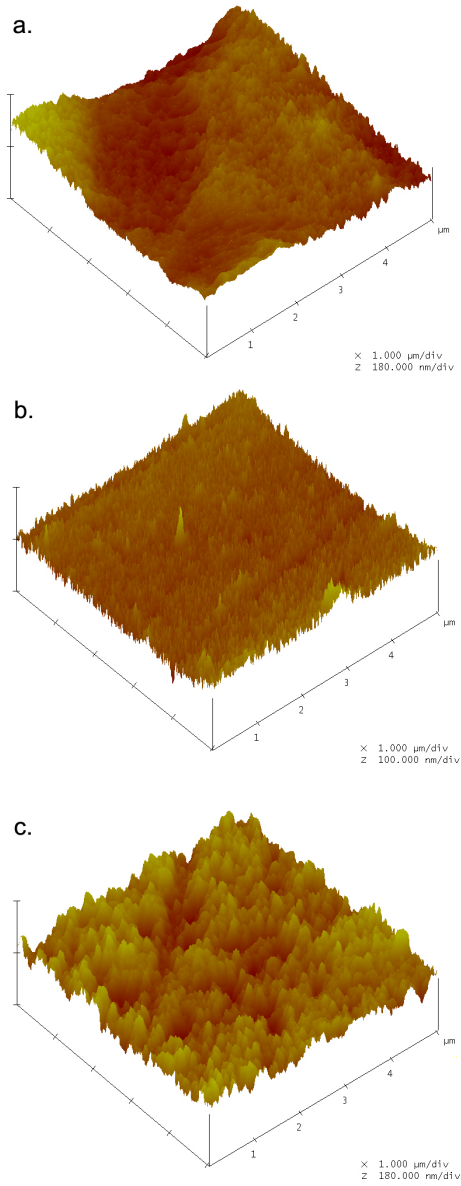 a.
µm
4
3
2
1
X 1.000 µm/div
Z 180.000 nm/div
b.
µm
4
3
2
1
X 1.000 µm/div
Z 100.000 nm/div
c.
µm
4
3
2
1
X 1.000 µm/div
Z 180.000 nm/div